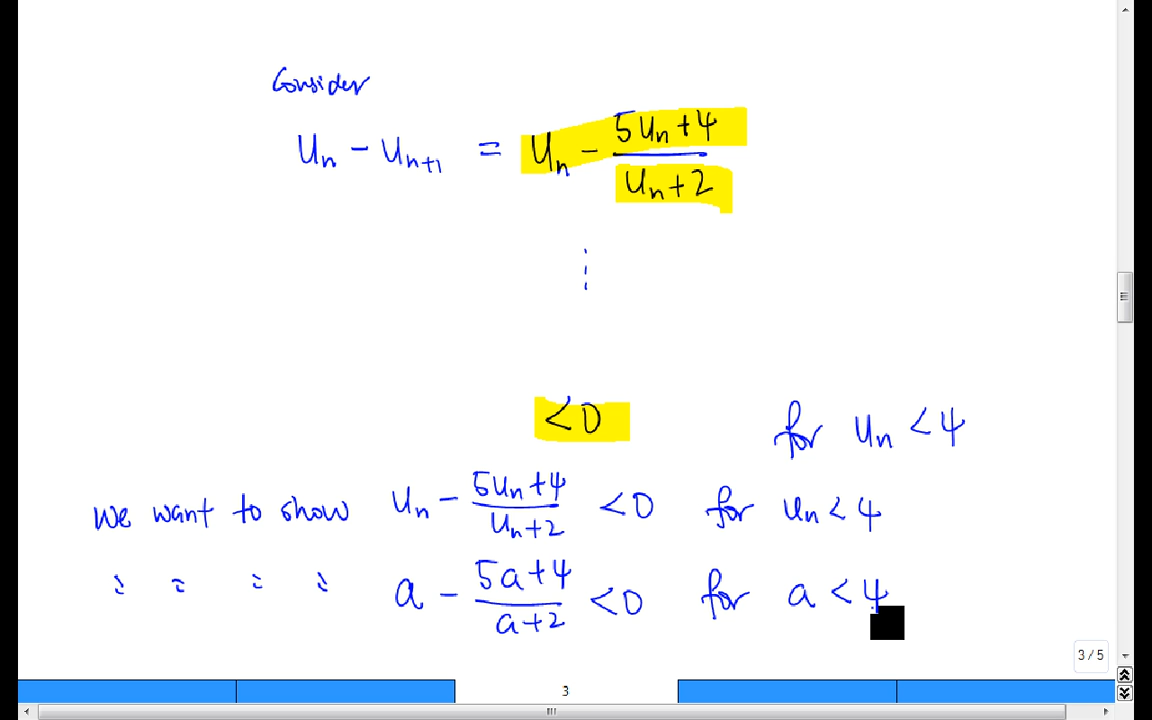 Consider
Uₙ - Uₙ₊₁ = Uₙ - (5Uₙ+4)/(Uₙ+2)
⋮
<0 for Uₙ <4
We want to show Uₙ - (5Uₙ+4)/(Uₙ+2) <0 for Uₙ<4
" " " " a - (5a+4)/(a+2) <0 for a<4
3/5
3